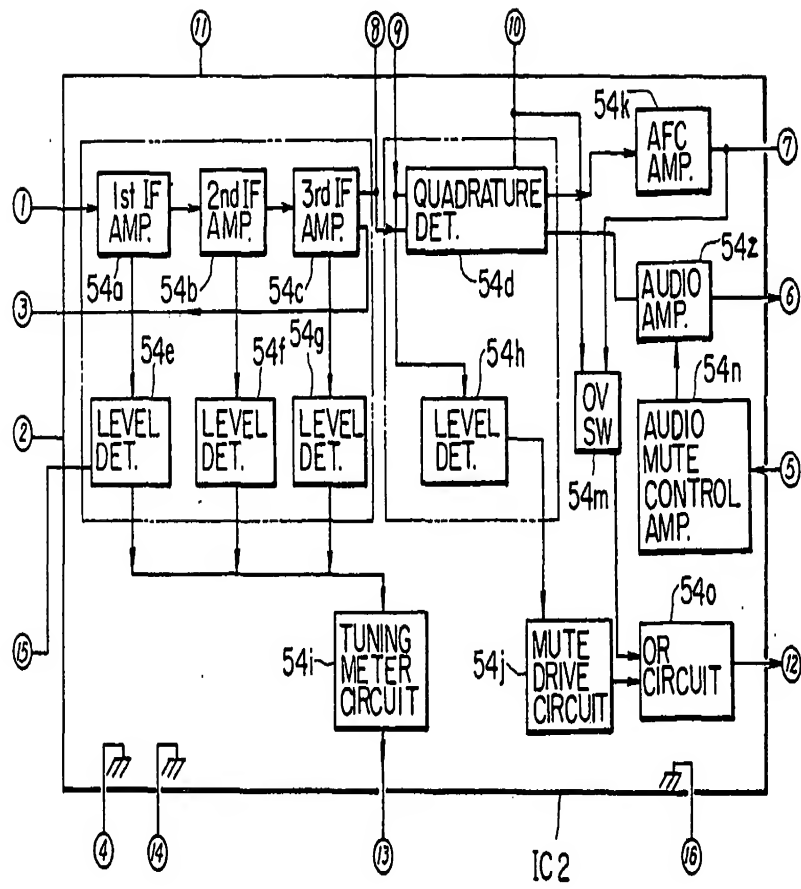 11
8
9
10
54k
AFC
AMP.
7
1
1st IF
AMP.
2nd IF
AMP.
3rd IF
AMP.
QUADRATURE
DET.
54a
54b
54c
54d
54z
3
AUDIO
AMP.
6
54e
54f
54g
54h
54n
2
LEVEL
DET.
LEVEL
DET.
LEVEL
DET.
LEVEL
DET.
OV
SW
54m
AUDIO
MUTE
CONTROL
AMP.
5
15
54i
TUNING
METER
CIRCUIT
54j
MUTE
DRIVE
CIRCUIT
54o
OR
CIRCUIT
12
4
14
13
IC2
16